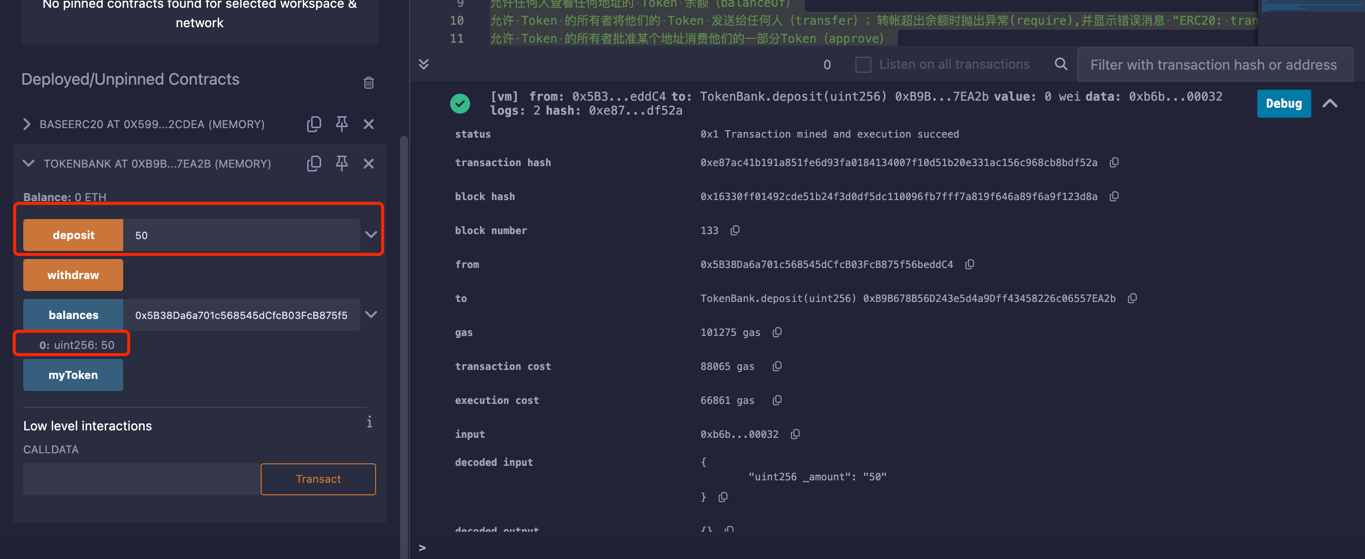 No pinned contracts found for selected workspace &
network
Deployed/Unpinned Contracts
BASEERC20 AT 0X599...2CDEA (MEMORY)
TOKENBANK AT 0XB9B...7EA2B (MEMORY)
Balance: 0 ETH
deposit 50
withdraw
balances 0x5B38Da6a701c568545dCfcB03FcB875f5
0: uint256: 50
myToken
Low level interactions
i
CALLDATA
Transact
9 允许任何人查看任何地址的 Token 余额（balanceOf）
10 允许 Token 的所有者将他们的 Token 发送给任何人（transfer）；转帐超出余额时抛出异常(require),并显示错误消息 “ERC20: tran
11 允许 Token 的所有者批准某个地址消费他们的一部分Token（approve）
0 Listen on all transactions Filter with transaction hash or address
[vm] from: 0x5B3...eddC4 to: TokenBank.deposit(uint256) 0xB9B...7EA2b value: 0 wei data: 0xb6b...00032
logs: 2 hash: 0xe87...df52a
Debug
status 0x1 Transaction mined and execution succeed
transaction hash 0xe87ac41b191a851fe6d93fa0184134007f10d51b20e331ac156c968cb8bdf52a
block hash 0x16330ff01492cde51b24f3d0df5dc110096fb7fff7a819f646a89f6a9f123d8a
block number 133
from 0x5B38Da6a701c568545dCfcB03FcB875f56beddC4
to TokenBank.deposit(uint256) 0xB9B678B56D243e5d4a9Dff43458226c06557EA2b
gas 101275 gas
transaction cost 88065 gas
execution cost 66861 gas
input 0xb6b...00032
decoded input {
"uint256 _amount": "50"
}
decoded output {}
>